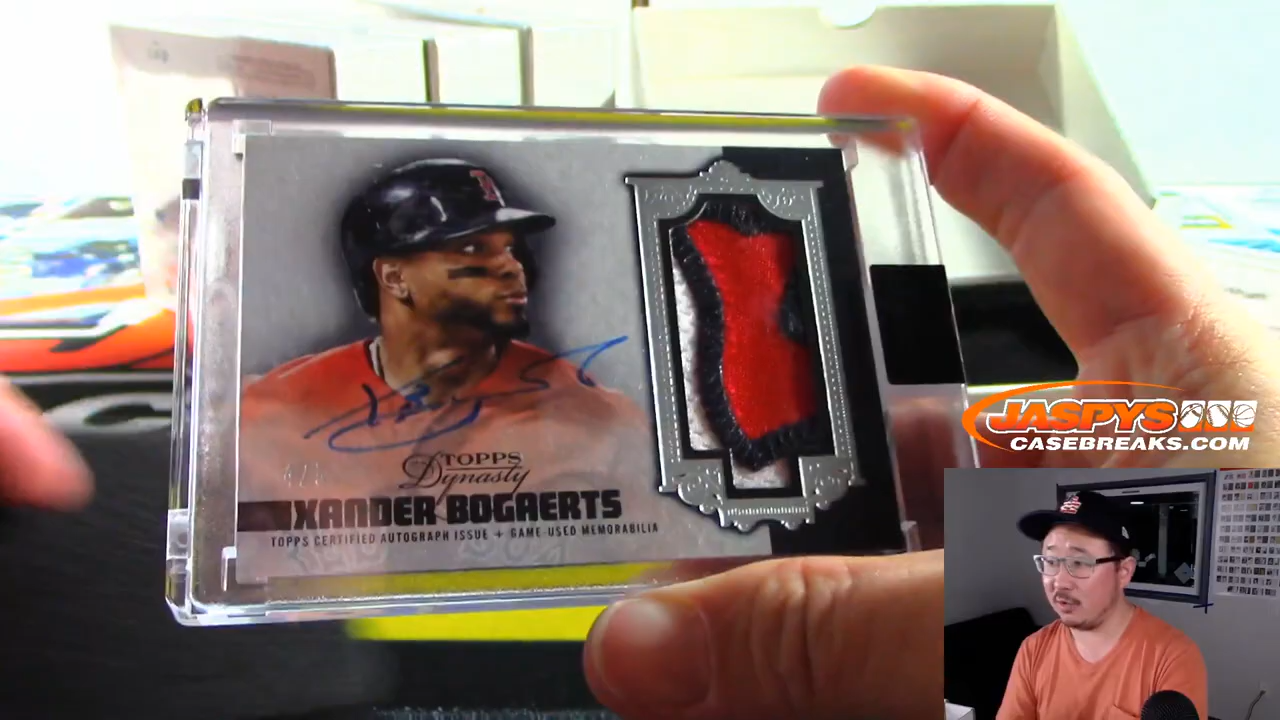 TOPPS
Dynasty
XANDER BOGAERTS
TOPPS CERTIFIED AUTOGRAPH ISSUE + GAME-USED MEMORABILIA
JASPYS
CASEBREAKS.COM